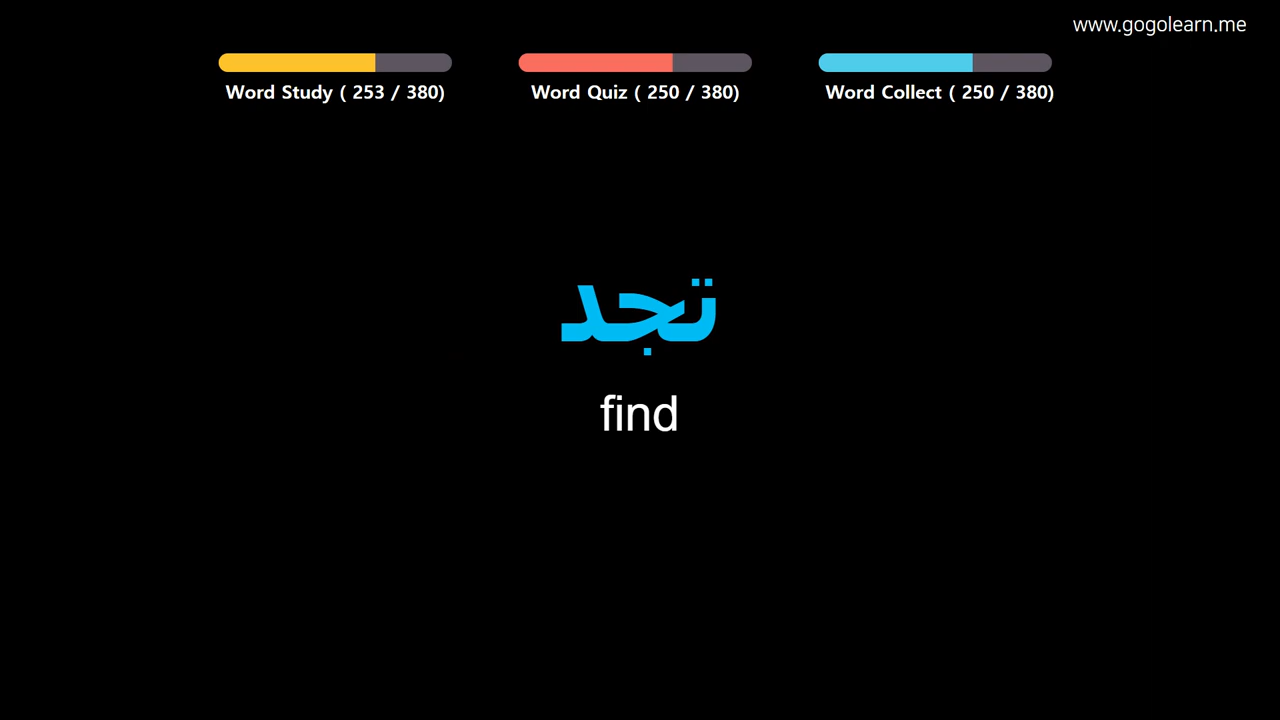 www.gogolearn.me
Word Study ( 253 / 380)
Word Quiz ( 250 / 380)
Word Collect ( 250 / 380)
تجد
find